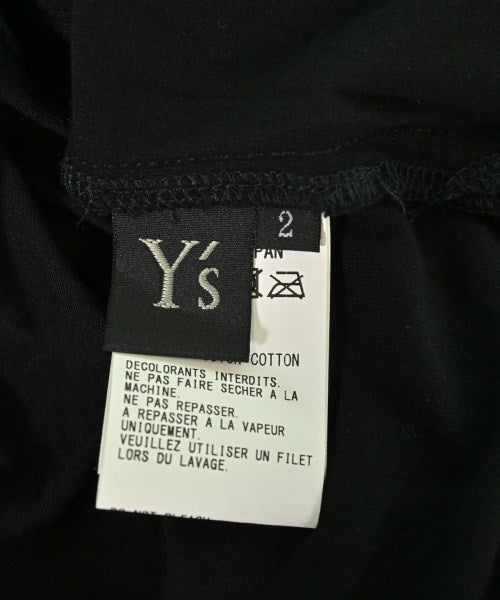 2
Y's
PAN
COTTON
DECOLORANTS INTERDITS.
NE PAS FAIRE SECHER A LA
MACHINE.
NE PAS REPASSER.
A REPASSER A LA VAPEUR
UNIQUEMENT.
VEUILLEZ UTILISER UN FILET
LORS DU LAVAGE.